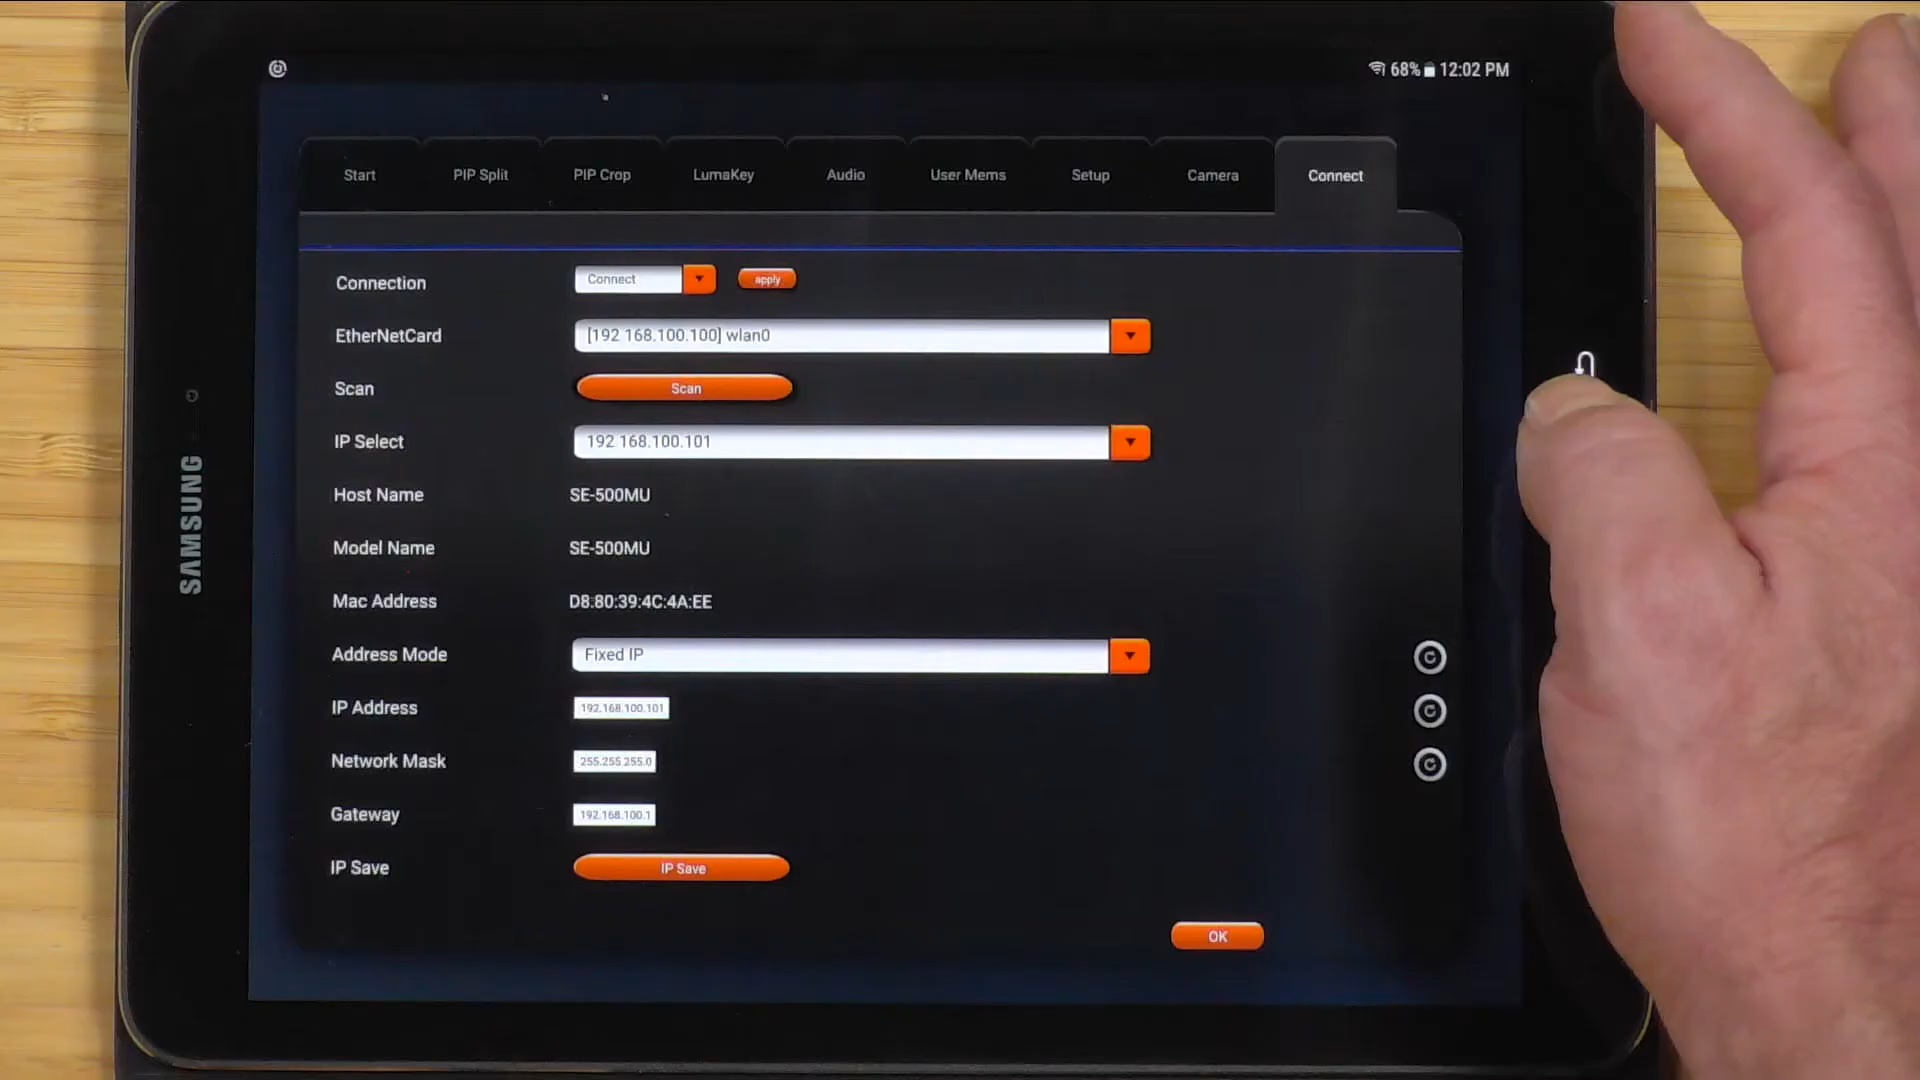 68% 12:02 PM
Start PIP Split PIP Crop LumaKey Audio User Mems Setup Camera Connect
Connection Connect apply
EtherNetCard [192 168.100.100] wlan0
Scan Scan
IP Select 192 168.100.101
Host Name SE-500MU
Model Name SE-500MU
Mac Address D8:80:39:4C:4A:EE
Address Mode Fixed IP
IP Address 192.168.100.101
Network Mask 255.255.255.0
Gateway 192.168.100.1
IP Save IP Save
OK
SAMSUNG